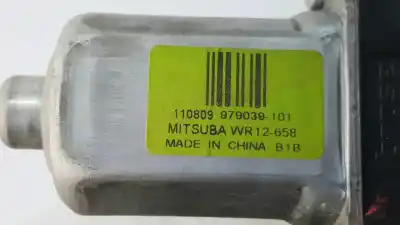 110809 979039-101
MITSUBA WR12-658
MADE IN CHINA B1B